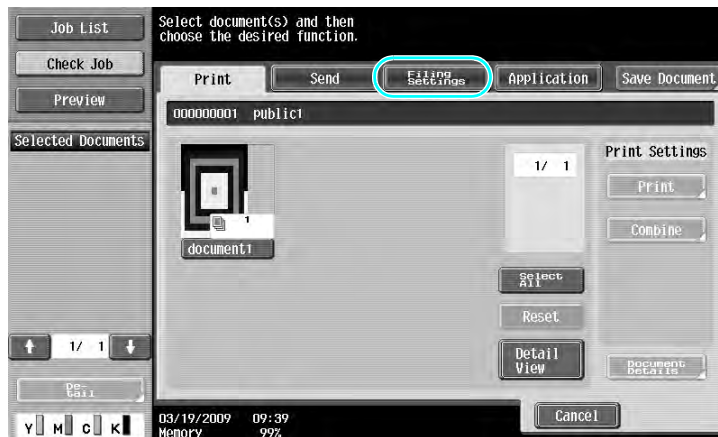 Job List
Select document(s) and then
choose the desired function.
Check Job
Print
Send
Filing
Settings
Application
Save Document
Preview
000000001 public1
Selected Documents
1/ 1
Print Settings
Print
1
Combine
document1
Select
All
Reset
1/ 1
Detail
View
De-
tail
Document
Details
Y M C K
03/19/2009 09:39
Memory 99%
Cancel